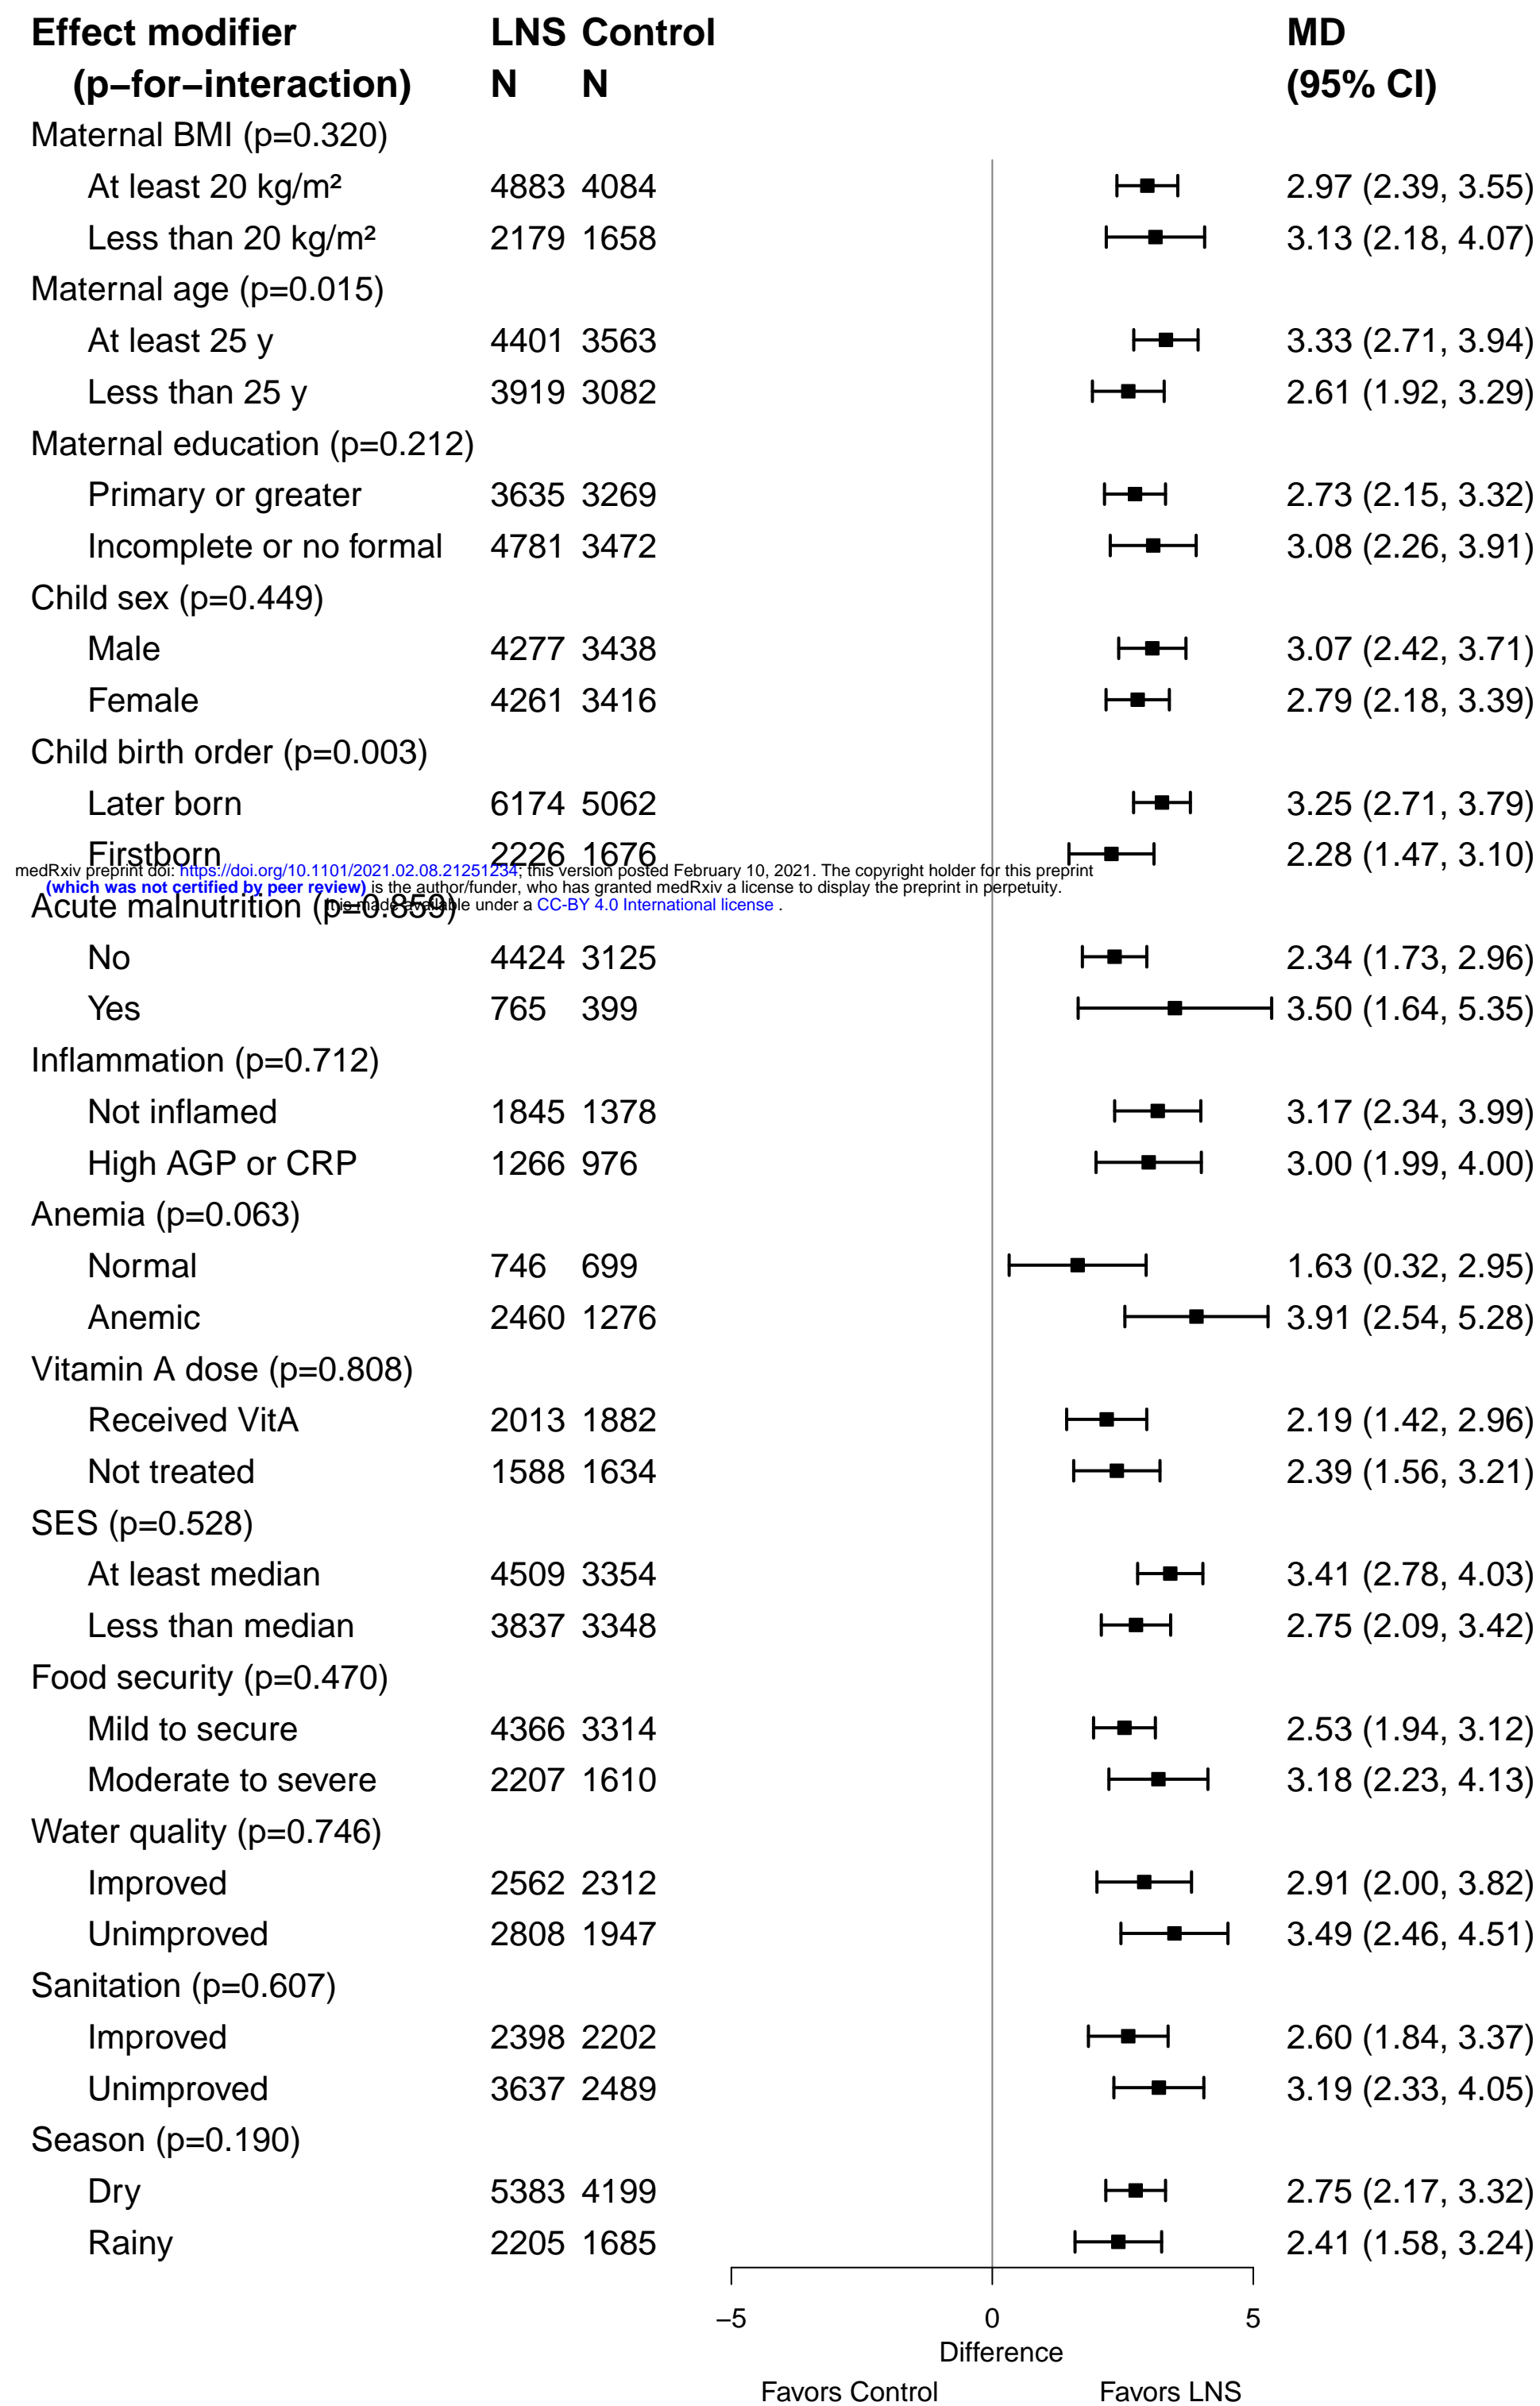 Effect modifier LNS Control MD
(p–for–interaction) N N (95% CI)
Maternal BMI (p=0.320)
At least 20 kg/m² 4883 4084 2.97 (2.39, 3.55)
Less than 20 kg/m² 2179 1658 3.13 (2.18, 4.07)
Maternal age (p=0.015)
At least 25 y 4401 3563 3.33 (2.71, 3.94)
Less than 25 y 3919 3082 2.61 (1.92, 3.29)
Maternal education (p=0.212)
Primary or greater 3635 3269 2.73 (2.15, 3.32)
Incomplete or no formal 4781 3472 3.08 (2.26, 3.91)
Child sex (p=0.449)
Male 4277 3438 3.07 (2.42, 3.71)
Female 4261 3416 2.79 (2.18, 3.39)
Child birth order (p=0.003)
Later born 6174 5062 3.25 (2.71, 3.79)
Firstborn 2226 1676 2.28 (1.47, 3.10)
medRxiv preprint doi: https://doi.org/10.1101/2021.02.08.21251234; this version posted February 10, 2021. The copyright holder for this preprint
(which was not certified by peer review) is the author/funder, who has granted medRxiv a license to display the preprint in perpetuity.
It is made available under a CC-BY 4.0 International license .
Acute malnutrition (p=0.859)
No 4424 3125 2.34 (1.73, 2.96)
Yes 765 399 3.50 (1.64, 5.35)
Inflammation (p=0.712)
Not inflamed 1845 1378 3.17 (2.34, 3.99)
High AGP or CRP 1266 976 3.00 (1.99, 4.00)
Anemia (p=0.063)
Normal 746 699 1.63 (0.32, 2.95)
Anemic 2460 1276 3.91 (2.54, 5.28)
Vitamin A dose (p=0.808)
Received VitA 2013 1882 2.19 (1.42, 2.96)
Not treated 1588 1634 2.39 (1.56, 3.21)
SES (p=0.528)
At least median 4509 3354 3.41 (2.78, 4.03)
Less than median 3837 3348 2.75 (2.09, 3.42)
Food security (p=0.470)
Mild to secure 4366 3314 2.53 (1.94, 3.12)
Moderate to severe 2207 1610 3.18 (2.23, 4.13)
Water quality (p=0.746)
Improved 2562 2312 2.91 (2.00, 3.82)
Unimproved 2808 1947 3.49 (2.46, 4.51)
Sanitation (p=0.607)
Improved 2398 2202 2.60 (1.84, 3.37)
Unimproved 3637 2489 3.19 (2.33, 4.05)
Season (p=0.190)
Dry 5383 4199 2.75 (2.17, 3.32)
Rainy 2205 1685 2.41 (1.58, 3.24)
–5 0 5
Difference
Favors Control Favors LNS